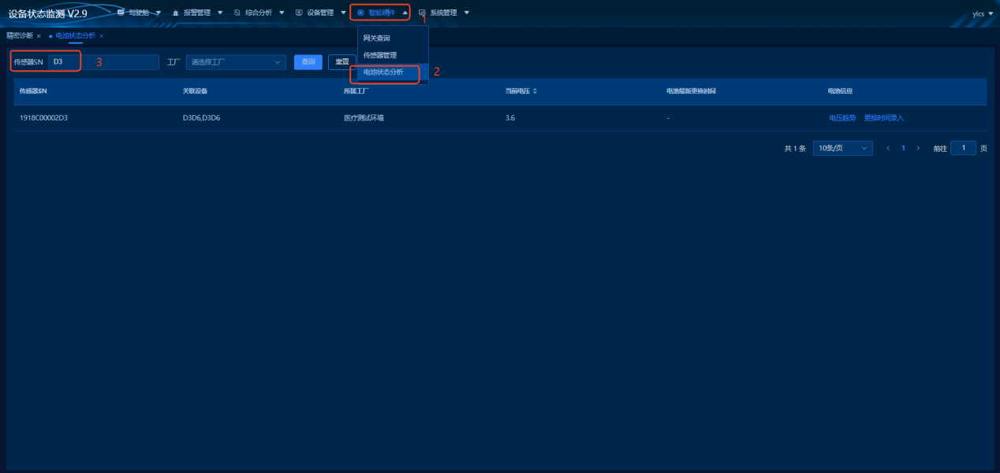 设备状态监测 V2.9 驾驶舱 报警管理 综合分析 设备管理 智能硬件 系统管理 ylcs
1
精密诊断 × 电池状态分析 ×
网关查询
传感器管理
电池状态分析
2
传感器SN D3 3 工厂 请选择工厂 查询 重置
传感器SN 关联设备 所属工厂 当前电压 电池最新更换时间 电池信息
1918C00002D3 D3D6,D3D6 医疗测试环境 3.6 - 电压趋势 更换时间录入
共 1 条 10条/页 1 前往 1 页